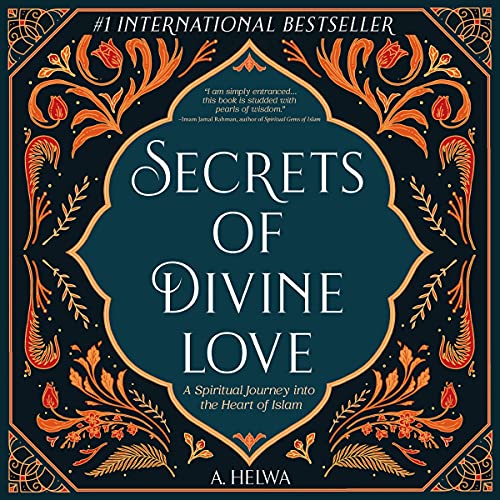 #1 INTERNATIONAL BESTSELLER
"I am simply entranced...
this book is studded with
pearls of wisdom."
-Imam Jamal Rahman, author of Spiritual Gems of Islam
SECRETS
OF
DIVINE
LOVE
A Spiritual Journey into
the Heart of Islam
A. HELWA